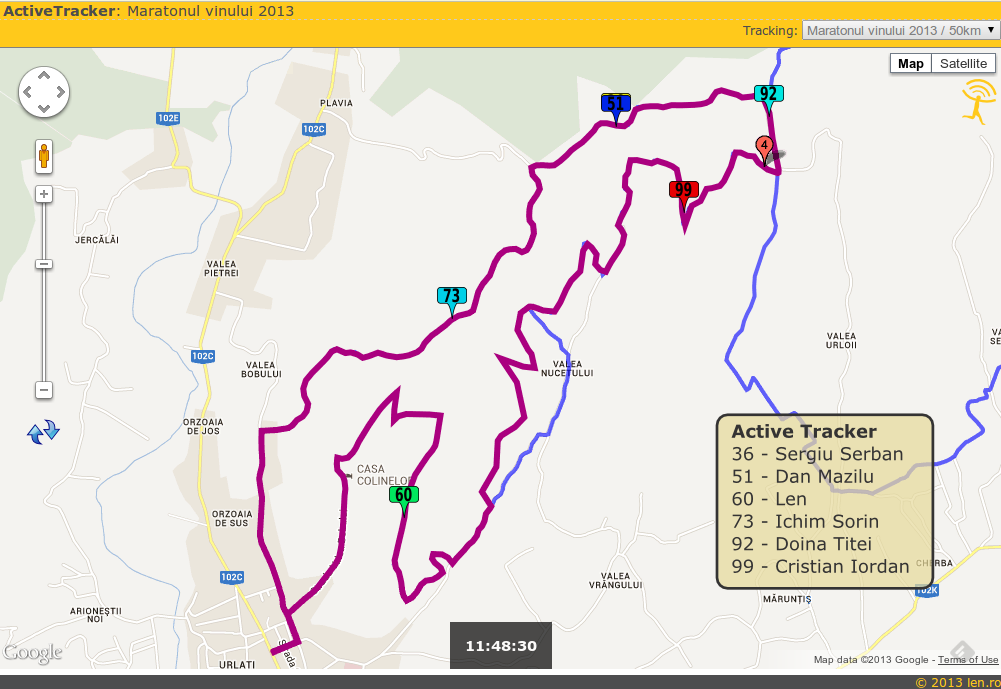 ActiveTracker: Maratonul vinului 2013
Tracking: Maratonul vinului 2013 / 50km
Map Satellite
92
51
PLAVIA
102E
102C
4
99
JERCĂLĂI
VALEA
PIETREI
73
VALEA
URLOII
102C
VALEA
BOBULUI
VALEA
NUCETULUI
ORZOAIA
DE JOS
Active Tracker
36 - Sergiu Serban
51 - Dan Mazilu
60 - Len
73 - Ichim Sorin
92 - Doina Titei
99 - Cristian Iordan
CASA
COLINELOR
60
ORZOAIA
DE SUS
102C
VALEA
VRÂNGULUI
102K
MĂRUNȚIȘ
ARIONEȘTII
NOI
11:48:30
Google
URLATI
Map data ©2013 Google - Terms of Use
© 2013 len.ro